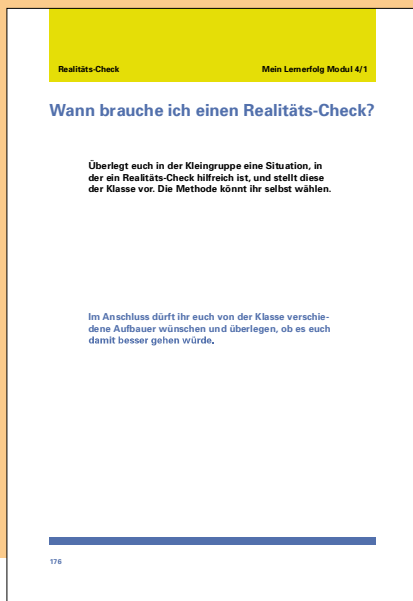 Realitäts-Check Mein Lernerfolg Modul 4/1
Wann brauche ich einen Realitäts-Check?
Überlegt euch in der Kleingruppe eine Situation, in
der ein Realitäts-Check hilfreich ist, und stellt diese
der Klasse vor. Die Methode könnt ihr selbst wählen.
Im Anschluss dürft ihr euch von der Klasse verschie-
dene Aufbauer wünschen und überlegen, ob es euch
damit besser gehen würde.
176